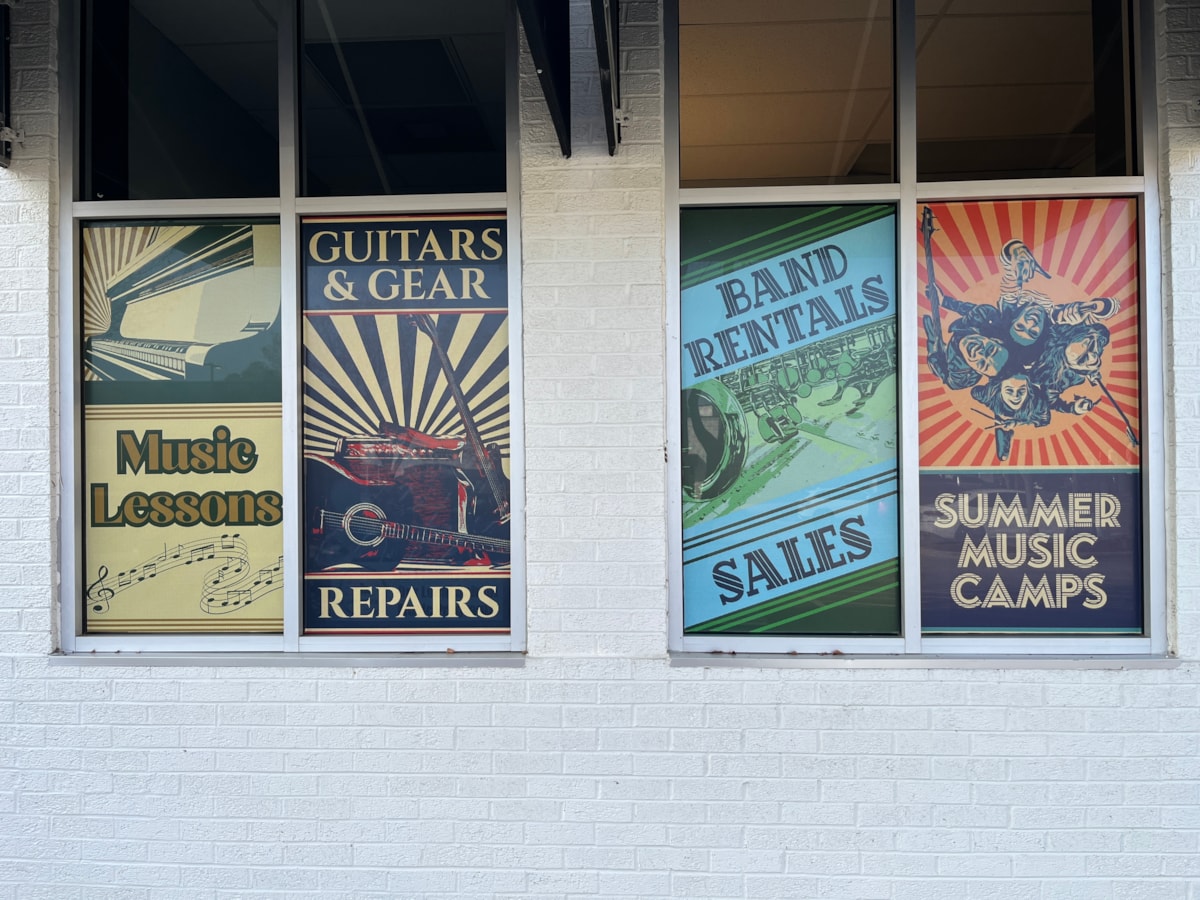 Music
Lessons
GUITARS
& GEAR
REPAIRS
BAND
RENTALS
SALES
SUMMER
MUSIC
CAMPS